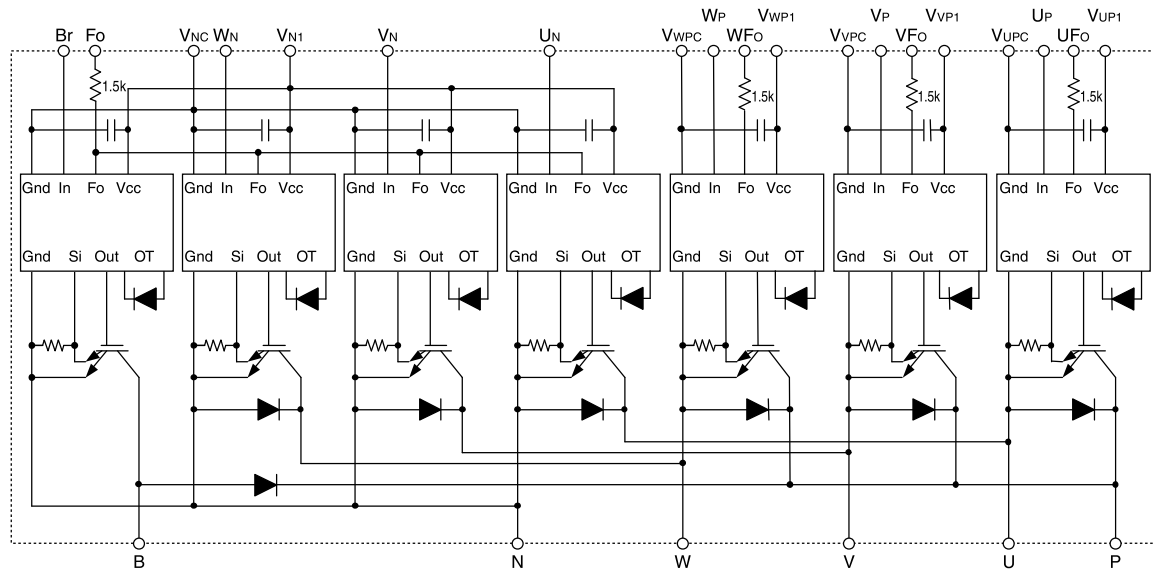 WP VWP1 VP VVP1 UP VUP1
Br Fo VNC WN VN1 VN UN VWPC WFO VVPC VFO VUPC UFO
1.5k 1.5k 1.5k 1.5k
Gnd In Fo Vcc Gnd In Fo Vcc Gnd In Fo Vcc Gnd In Fo Vcc Gnd In Fo Vcc Gnd In Fo Vcc Gnd In Fo Vcc
Gnd Si Out OT Gnd Si Out OT Gnd Si Out OT Gnd Si Out OT Gnd Si Out OT Gnd Si Out OT Gnd Si Out OT
B N W V U P